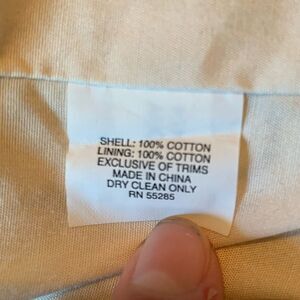 SHELL: 100% COTTON
LINING: 100% COTTON
EXCLUSIVE OF TRIMS
MADE IN CHINA
DRY CLEAN ONLY
RN 55285